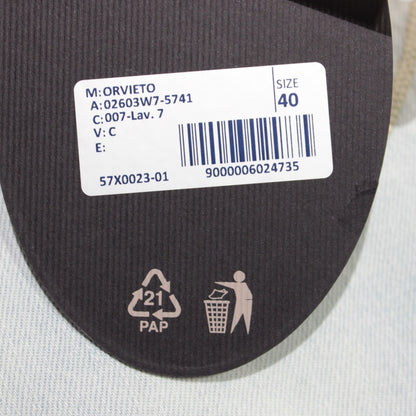 M: ORVIETO
A: 02603W7-5741
C: 007-Lav. 7
V: C
E:
SIZE
40
57X0023-01
9000006024735
21
PAP